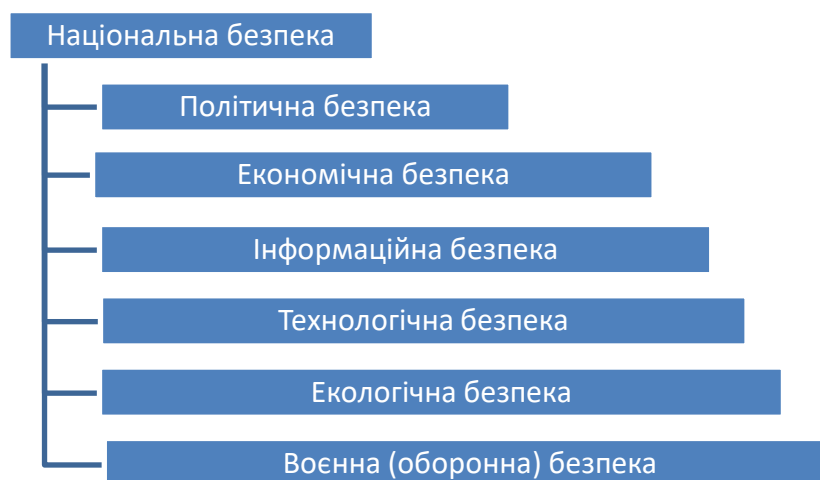 Національна безпека
Політична безпека
Економічна безпека
Інформаційна безпека
Технологічна безпека
Екологічна безпека
Воєнна (оборонна) безпека